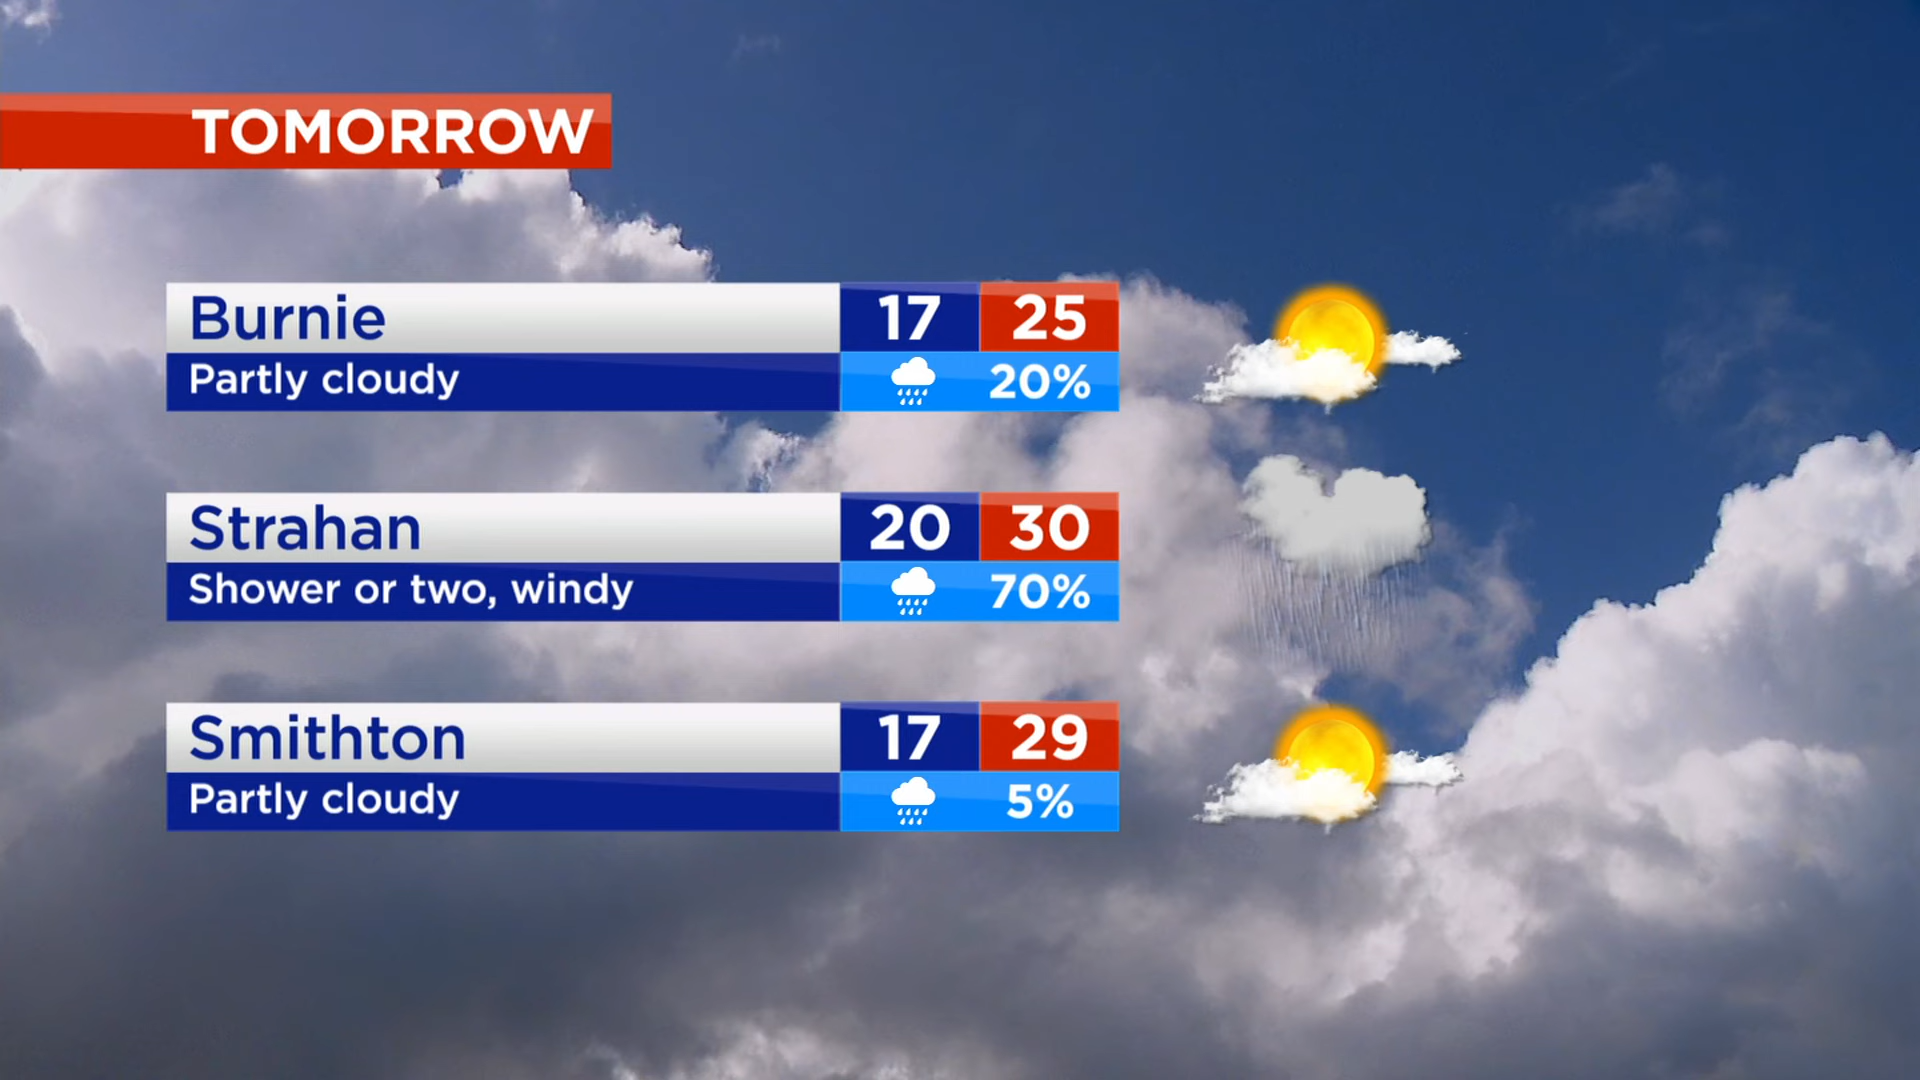 TOMORROW
Burnie 17 25
Partly cloudy 20%
Strahan 20 30
Shower or two, windy 70%
Smithton 17 29
Partly cloudy 5%